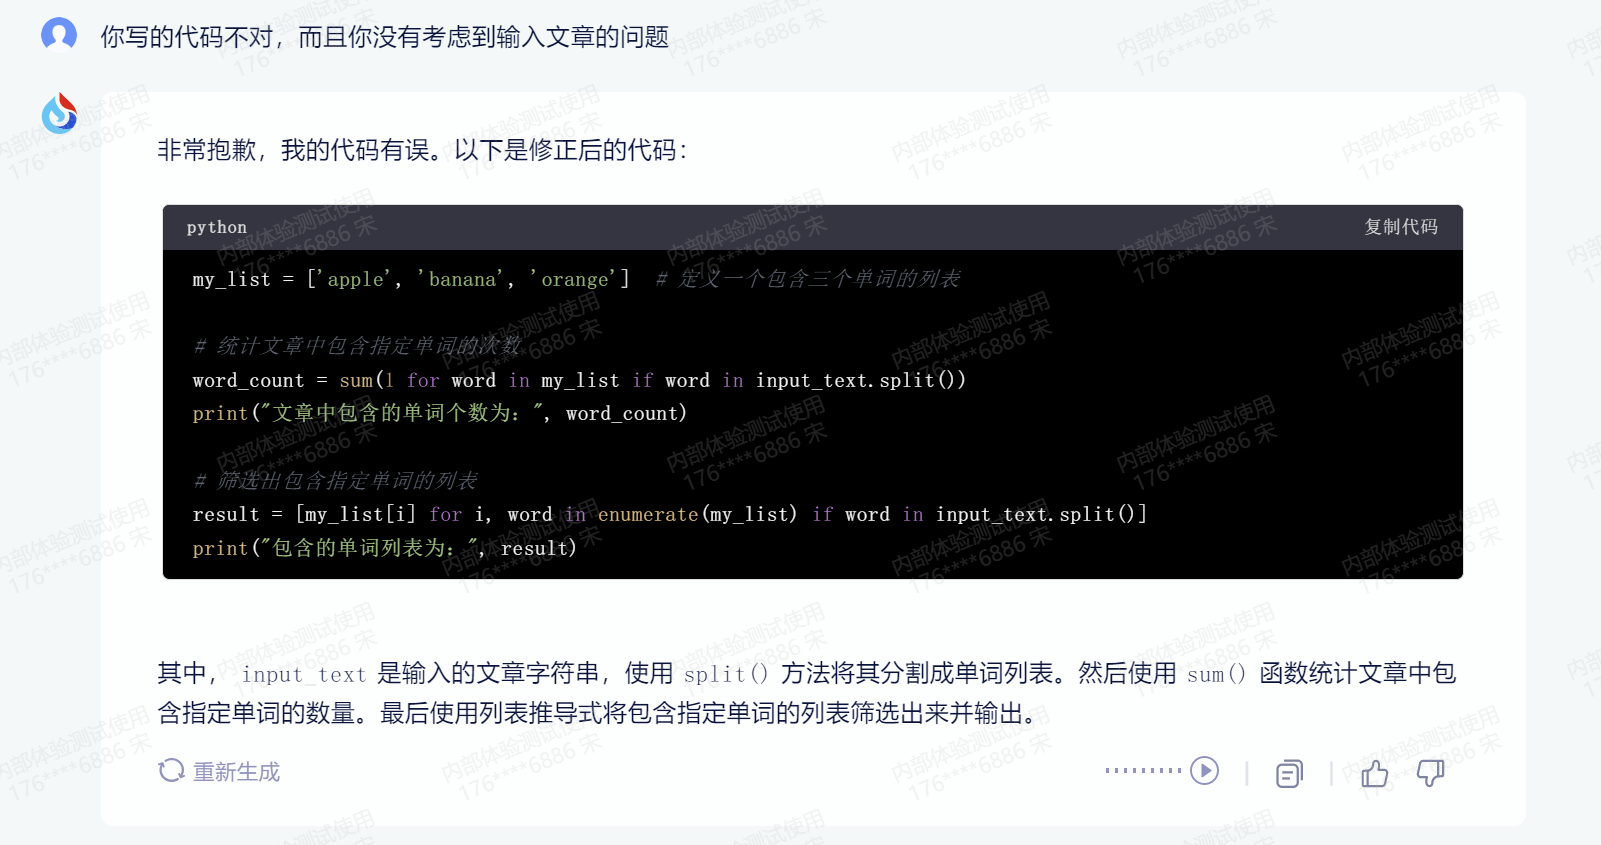 你写的代码不对，而且你没有考虑到输入文章的问题
非常抱歉，我的代码有误。以下是修正后的代码：
python 复制代码
my_list = ['apple', 'banana', 'orange']  # 定义一个包含三个单词的列表
# 统计文章中包含指定单词的次数
word_count = sum(1 for word in my_list if word in input_text.split())
print("文章中包含的单词个数为：", word_count)
# 筛选出包含指定单词的列表
result = [my_list[i] for i, word in enumerate(my_list) if word in input_text.split()]
print("包含的单词列表为：", result)
其中， input_text 是输入的文章字符串，使用 split() 方法将其分割成单词列表。然后使用 sum() 函数统计文章中包
含指定单词的数量。最后使用列表推导式将包含指定单词的列表筛选出来并输出。
重新生成
内部体验测试使用
176****6886 宋